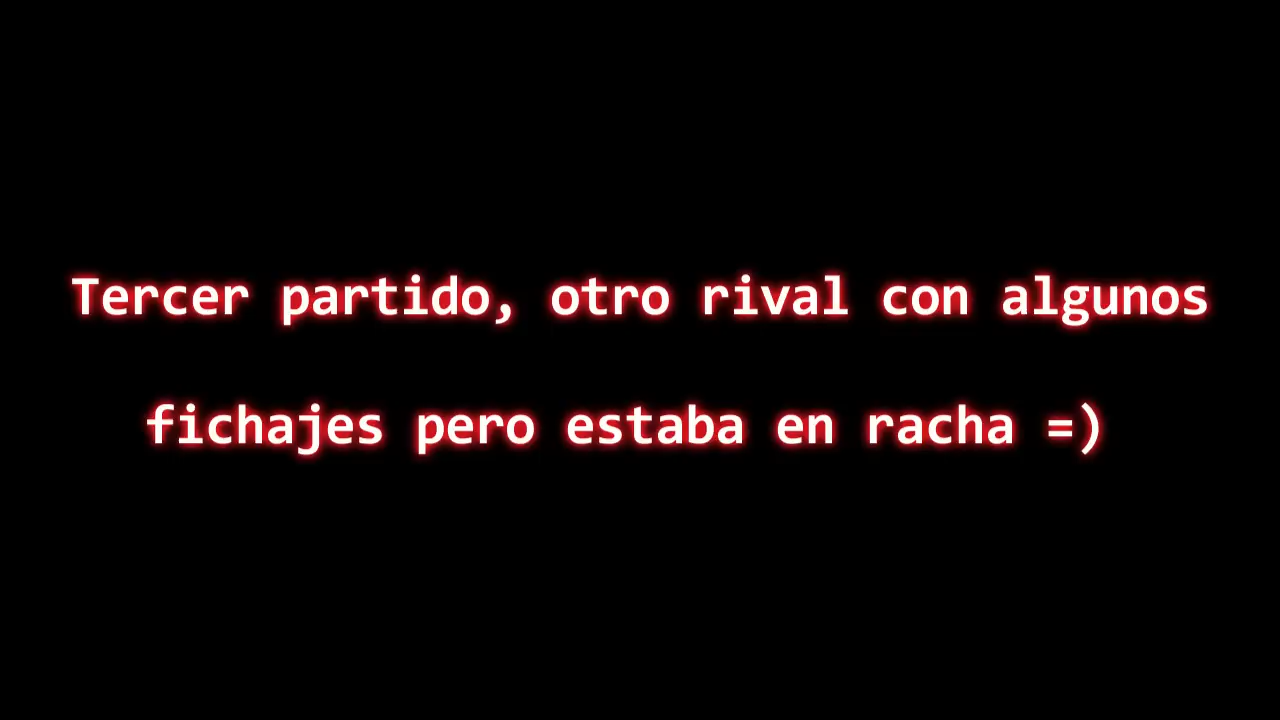 Tercer partido, otro rival con algunos
fichajes pero estaba en racha =)